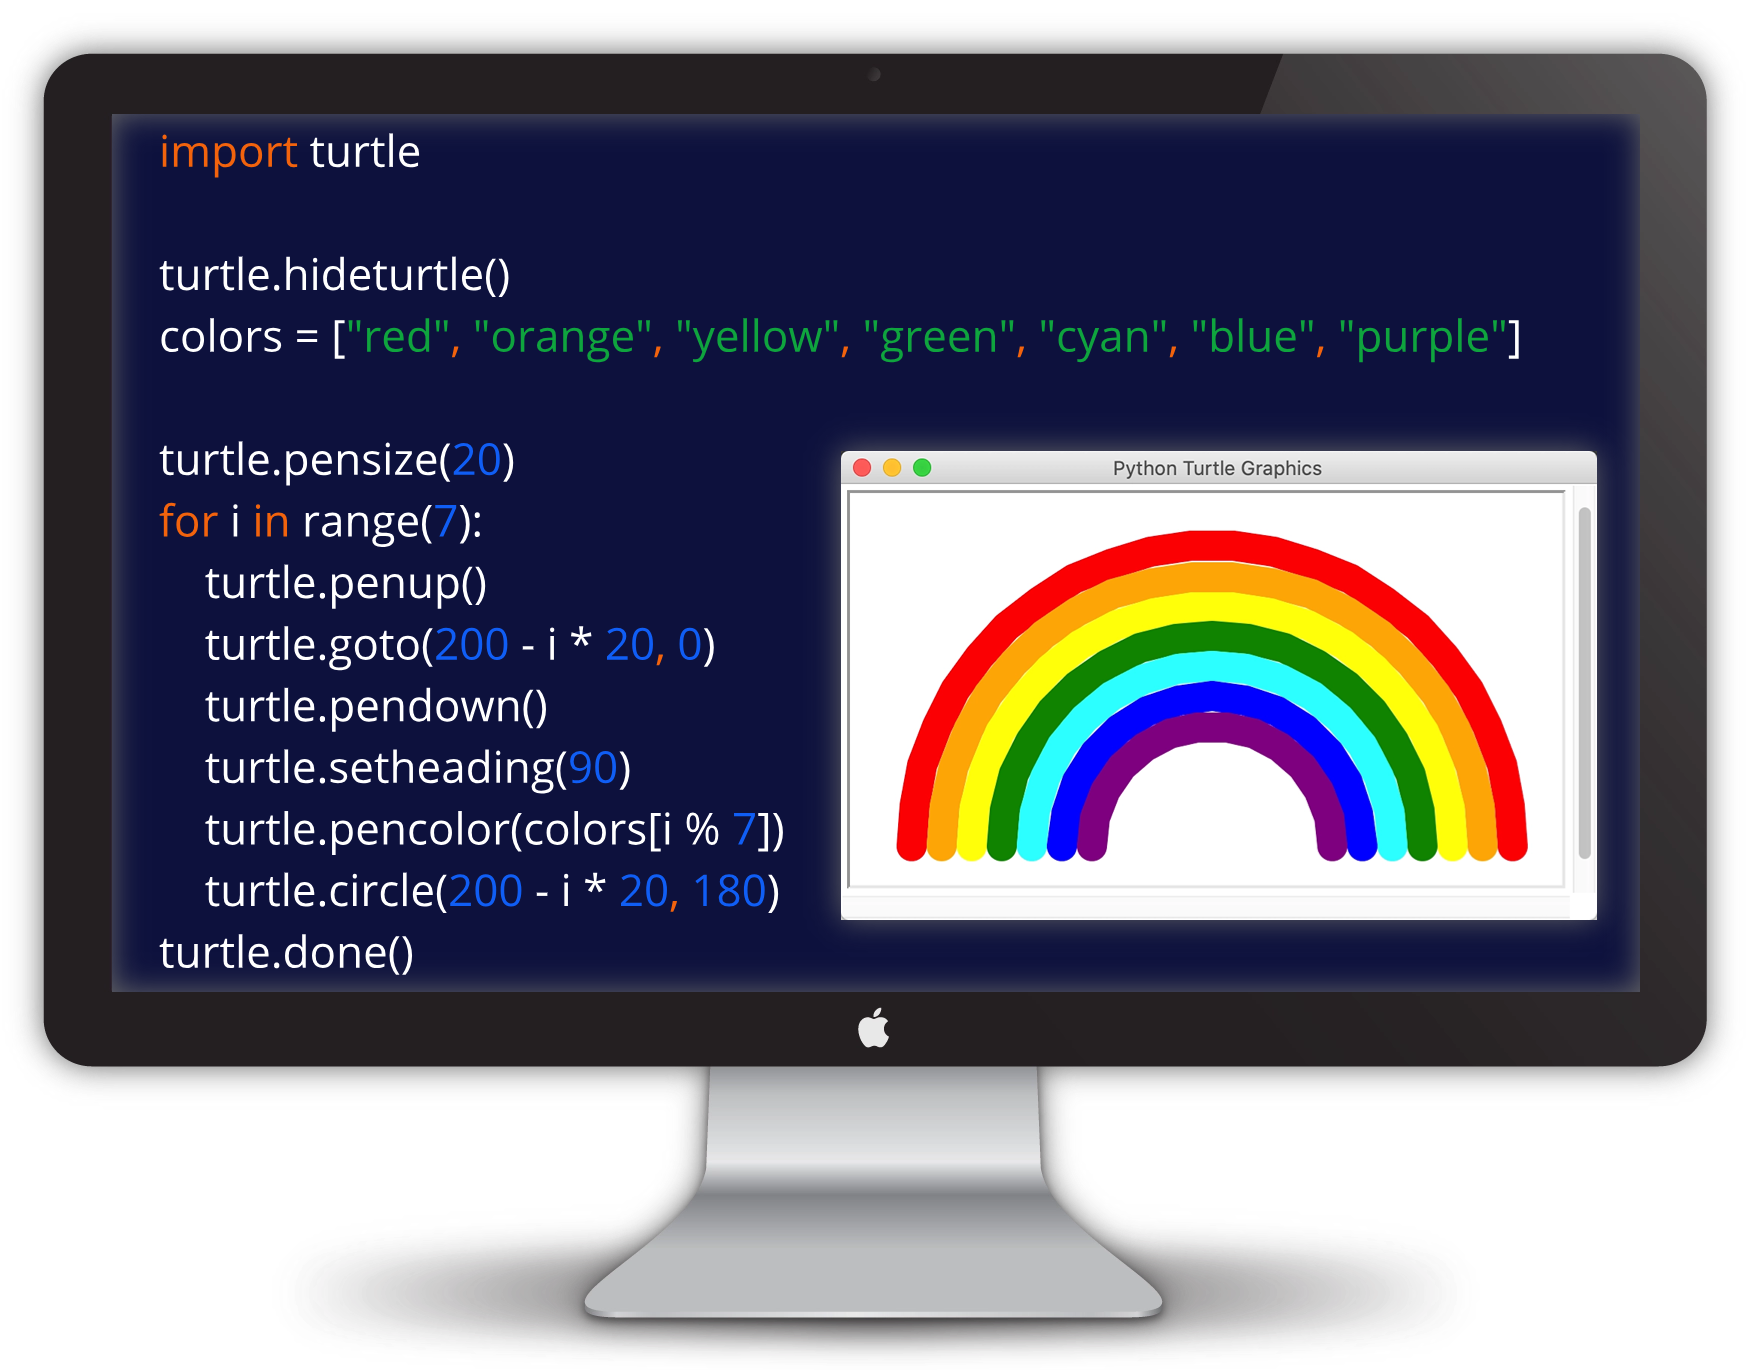 import turtle
turtle.hideturtle()
colors = ["red", "orange", "yellow", "green", "cyan", "blue", "purple"]
turtle.pensize(20)
for i in range(7):
    turtle.penup()
    turtle.goto(200 - i * 20, 0)
    turtle.pendown()
    turtle.setheading(90)
    turtle.pencolor(colors[i % 7])
    turtle.circle(200 - i * 20, 180)
turtle.done()
Python Turtle Graphics